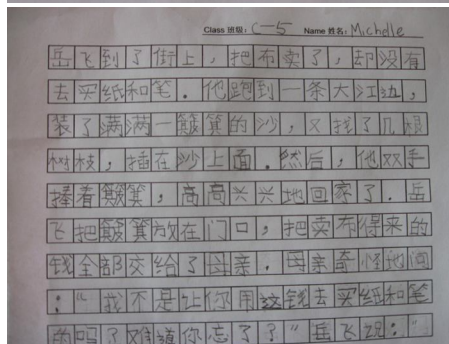 Class 班级: C-5 Name 姓名: Michelle
岳飞到了街上，把布卖了，却没有
去买纸和笔．他跑到一条大江边，
装了满满一簸箕的沙，又找了几根
树枝，插在沙上面．然后，他双手
捧着簸箕，高高兴兴地回家了．岳
飞把簸箕放在门口，把卖布得来的
钱全部交给了母亲．母亲奇怪地问
：“我不是让你用这钱去买纸和笔
的吗？难道你忘了？”岳飞说：“